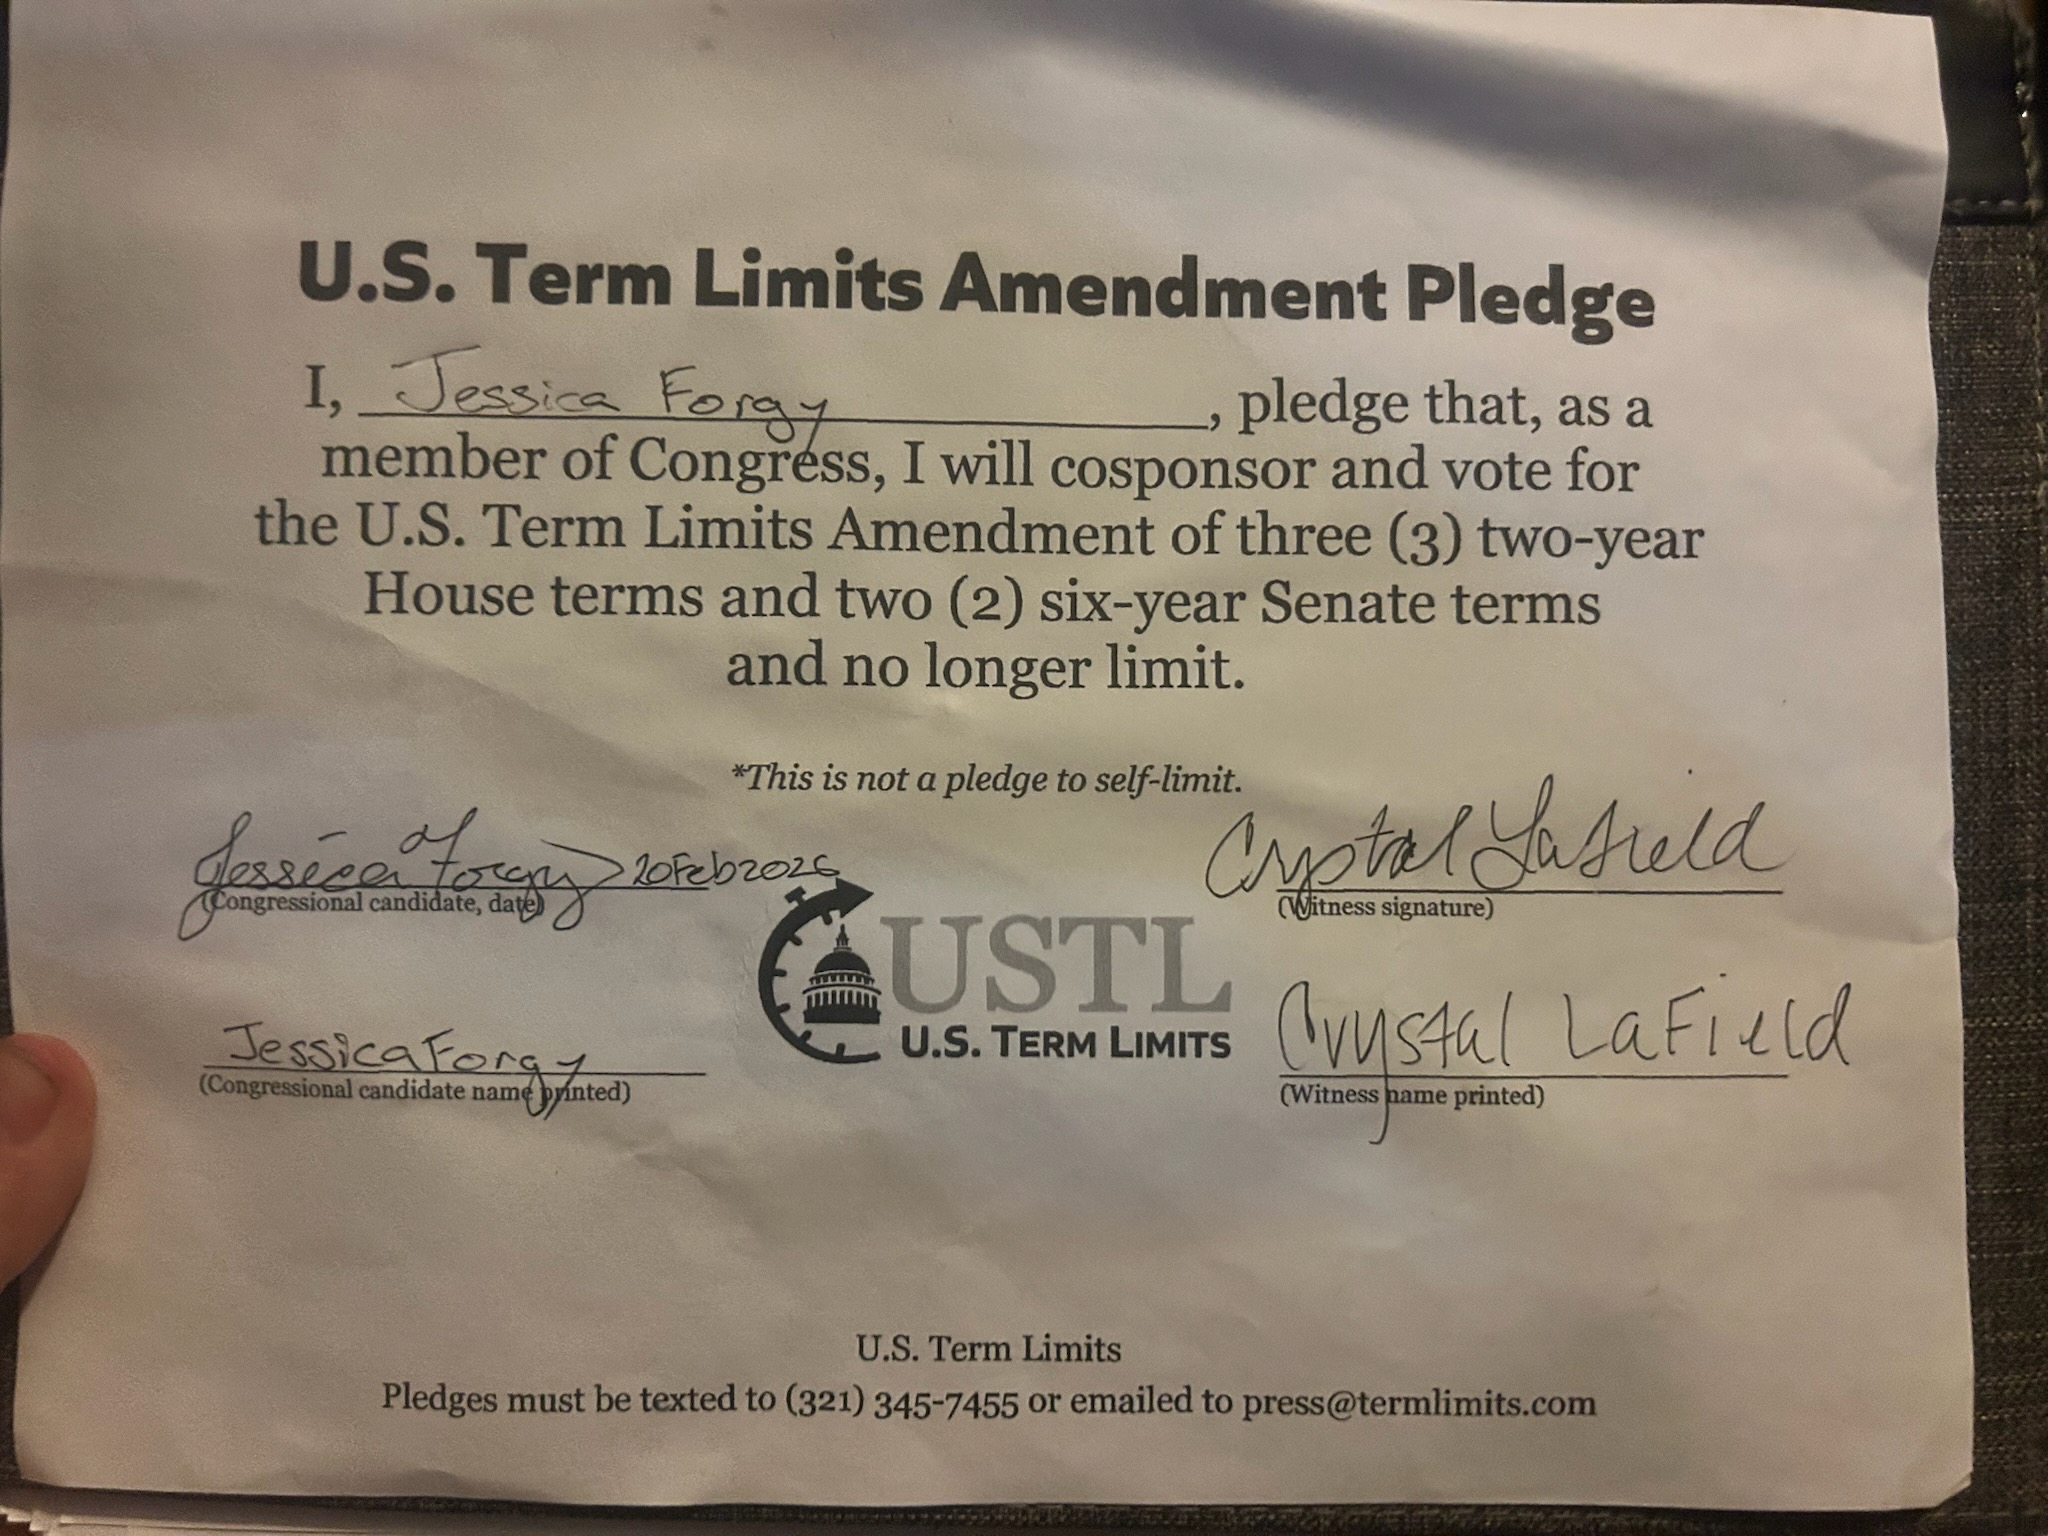 U.S. Term Limits Amendment Pledge
I, Jessica Forgy, pledge that, as a
member of Congress, I will cosponsor and vote for
the U.S. Term Limits Amendment of three (3) two-year
House terms and two (2) six-year Senate terms
and no longer limit.
*This is not a pledge to self-limit.
Jessica Forgy 20Feb2026
(Congressional candidate, date)
Crystal LaField
(Witness signature)
USTL
U.S. TERM LIMITS
Jessica Forgy
(Congressional candidate name printed)
Crystal LaField
(Witness name printed)
U.S. Term Limits
Pledges must be texted to (321) 345-7455 or emailed to press@termlimits.com